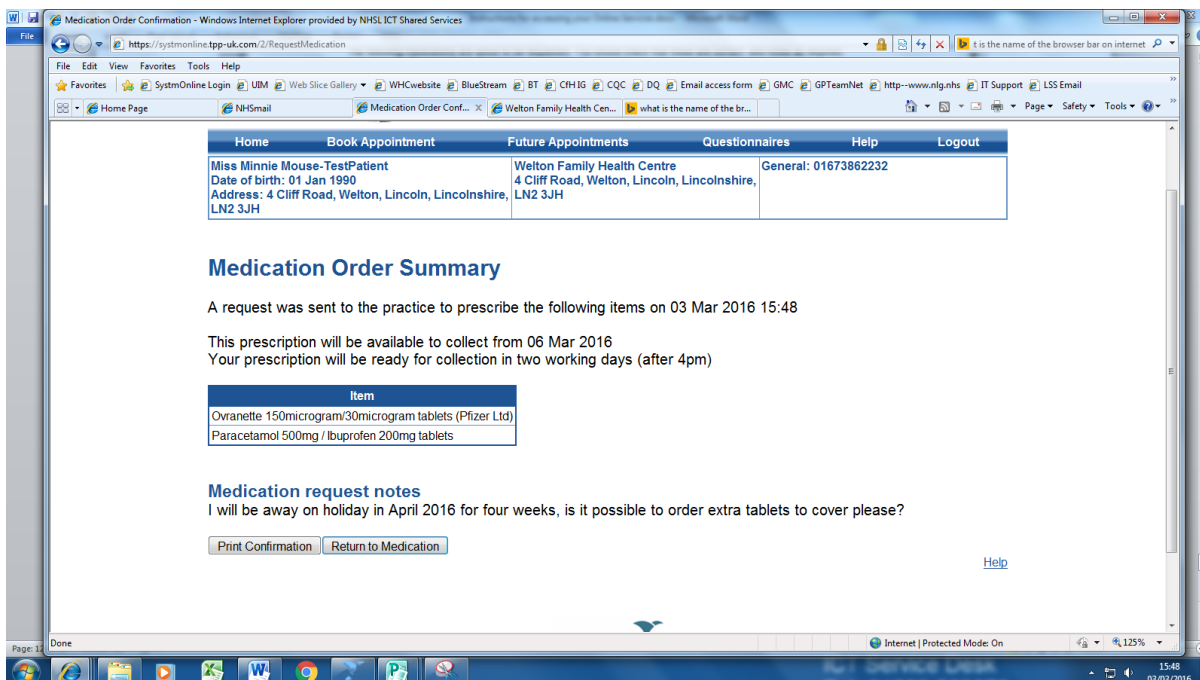 Medication Order Confirmation - Windows Internet Explorer provided by NHSL ICT Shared Services
File
https://systmonline.tpp-uk.com/2/RequestMedication
t is the name of the browser bar on internet
File Edit View Favorites Tools Help
Favorites SystmOnline Login UIM Web Slice Gallery WHCwebsite BlueStream BT CfH IG CQC DQ Email access form GMC GPTeamNet http--www.nlg.nhs IT Support LSS Email
Home Page NHSmail Medication Order Conf... X Welton Family Health Cen... what is the name of the br... Page Safety Tools
Home Book Appointment Future Appointments Questionnaires Help Logout
Miss Minnie Mouse-TestPatient
Date of birth: 01 Jan 1990
Address: 4 Cliff Road, Welton, Lincoln, Lincolnshire,
LN2 3JH
Welton Family Health Centre
4 Cliff Road, Welton, Lincoln, Lincolnshire,
LN2 3JH
General: 01673862232
Medication Order Summary
A request was sent to the practice to prescribe the following items on 03 Mar 2016 15:48
This prescription will be available to collect from 06 Mar 2016
Your prescription will be ready for collection in two working days (after 4pm)
Item
Ovranette 150microgram/30microgram tablets (Pfizer Ltd)
Paracetamol 500mg / Ibuprofen 200mg tablets
Medication request notes
I will be away on holiday in April 2016 for four weeks, is it possible to order extra tablets to cover please?
Print Confirmation Return to Medication
Help
Done Internet | Protected Mode: On 125%
Page: 12
ICT Service Desk
15:48
03/03/2016